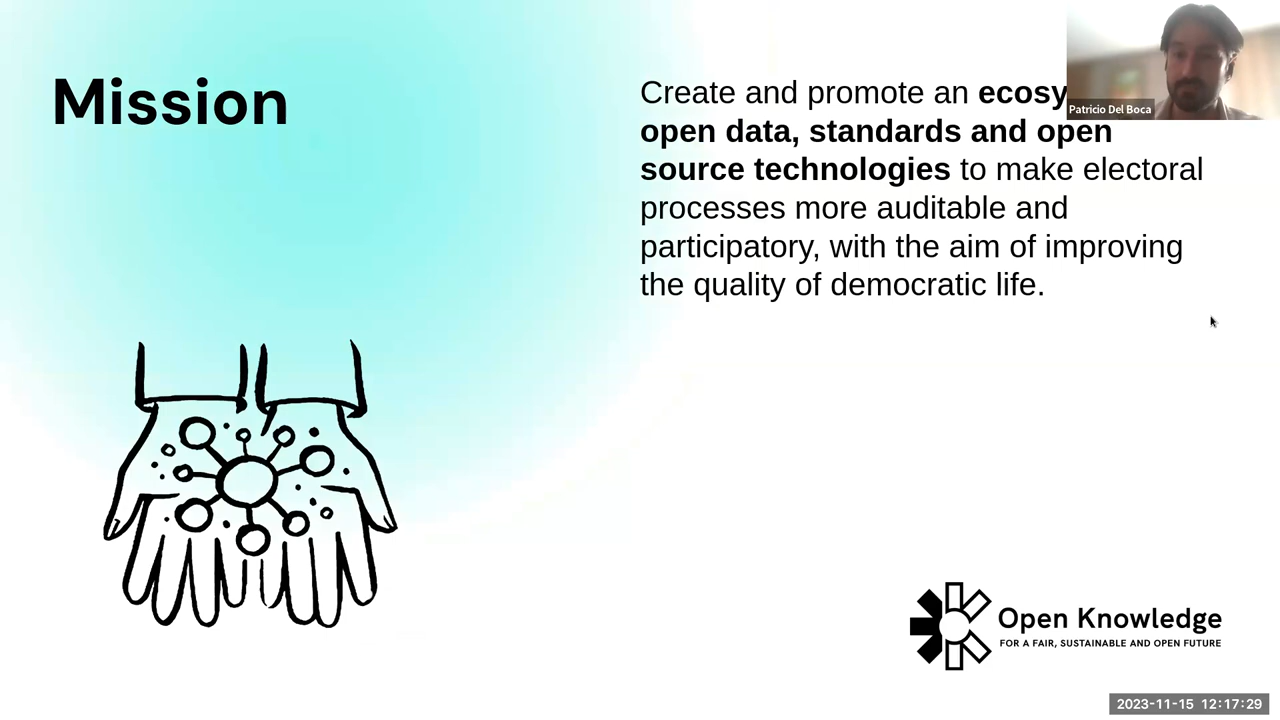 Mission
Create and promote an
open data, standards and open
source technologies to make electoral
processes more auditable and
participatory, with the aim of improving
the quality of democratic life.
Patricio Del Boca
Open Knowledge
FOR A FAIR, SUSTAINABLE AND OPEN FUTURE
2023-11-15 12:17:29